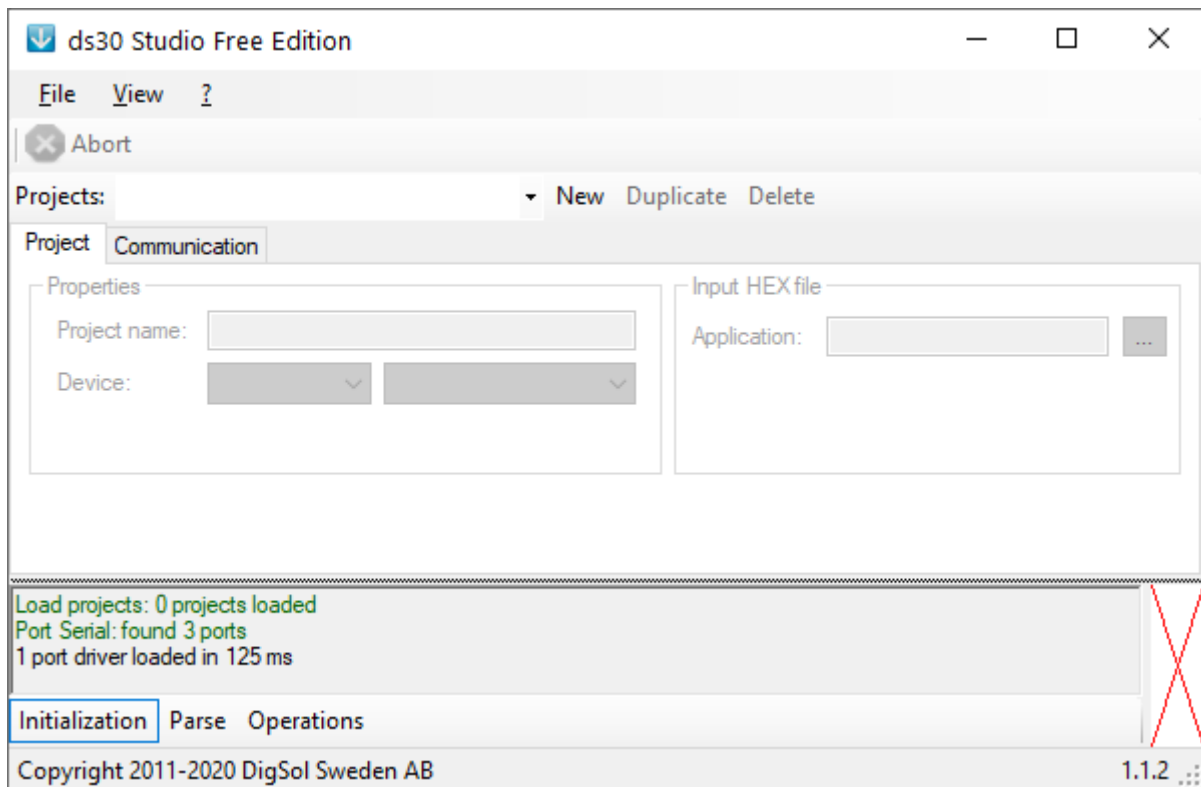 ds30 Studio Free Edition
File View ?
Abort
Projects: New Duplicate Delete
Project Communication
Properties Input HEX file
Project name: Application: ...
Device:
Load projects: 0 projects loaded
Port Serial: found 3 ports
1 port driver loaded in 125 ms
Initialization Parse Operations
Copyright 2011-2020 DigSol Sweden AB 1.1.2